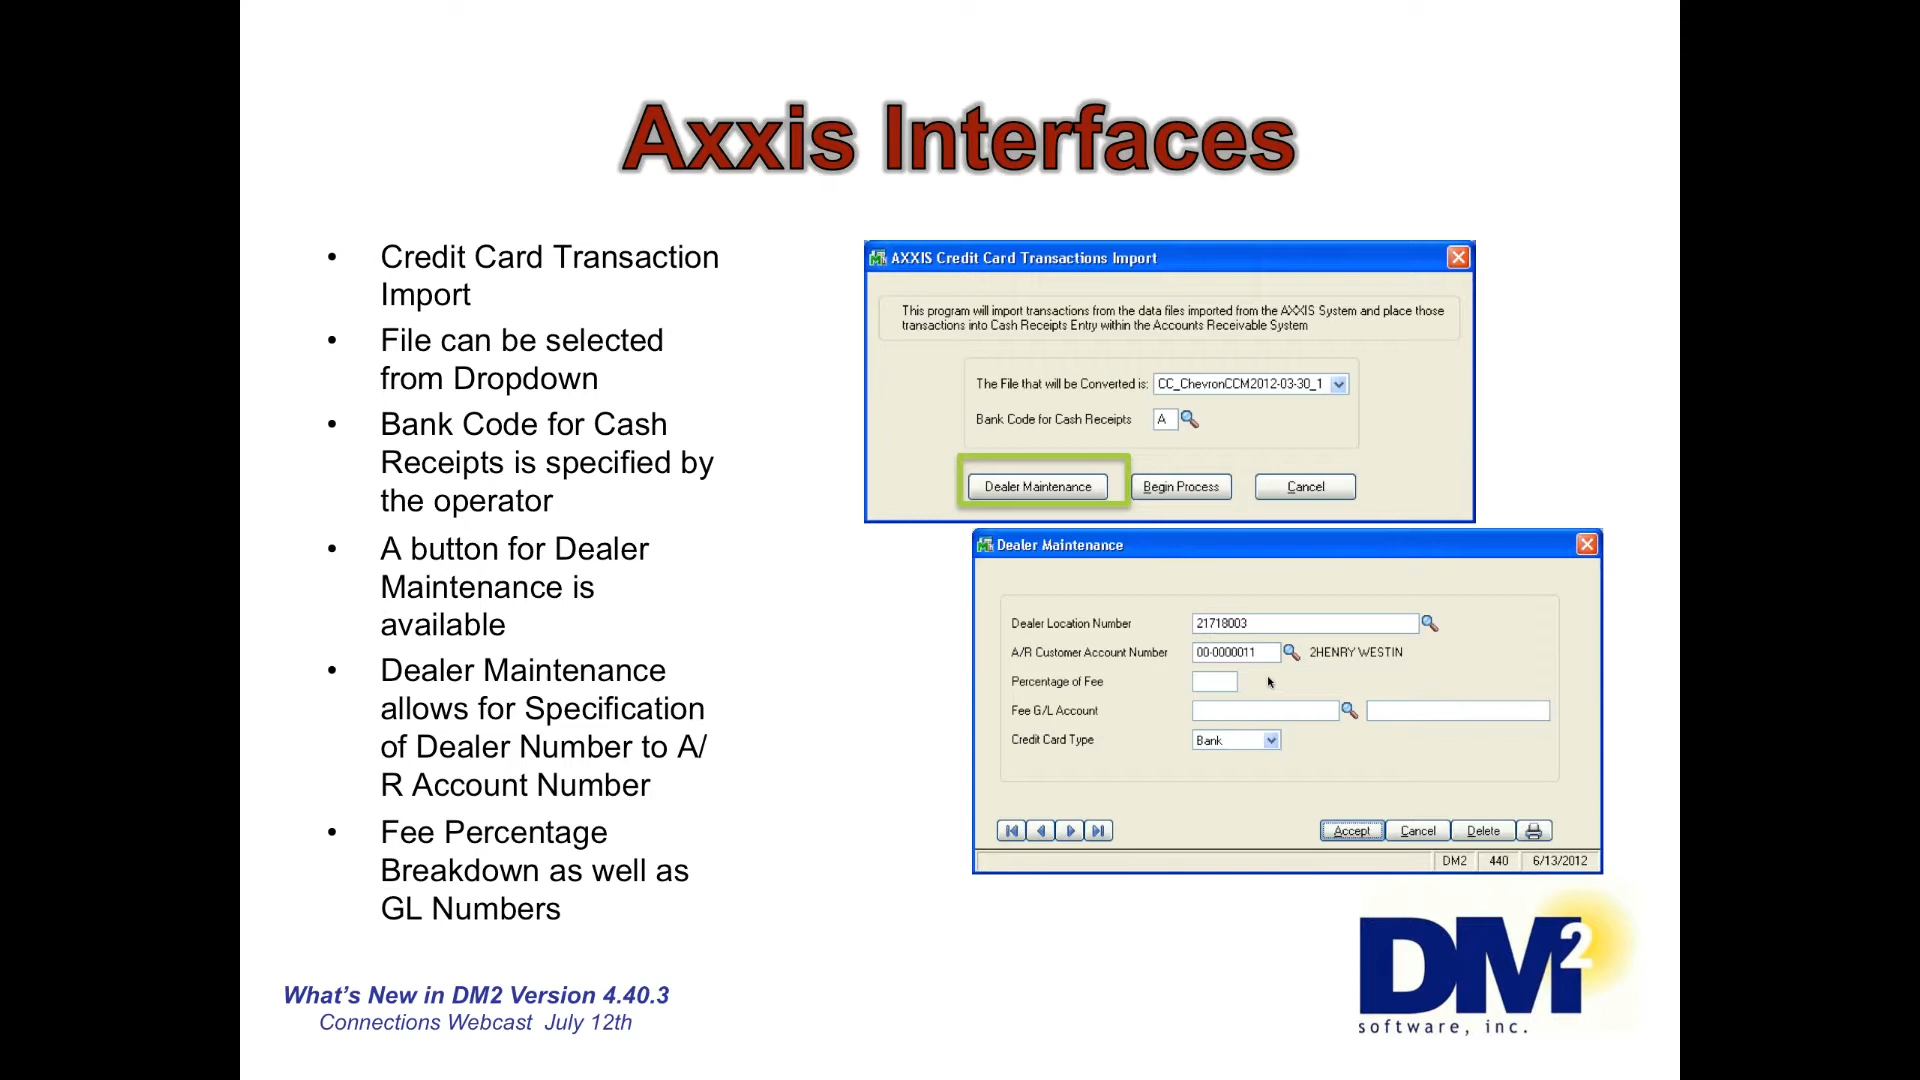 Axxis Interfaces
• Credit Card Transaction
Import
• File can be selected
from Dropdown
• Bank Code for Cash
Receipts is specified by
the operator
• A button for Dealer
Maintenance is
available
• Dealer Maintenance
allows for Specification
of Dealer Number to A/
R Account Number
• Fee Percentage
Breakdown as well as
GL Numbers
AXXIS Credit Card Transactions Import
This program will import transactions from the data files imported from the AXXIS System and place those
transactions into Cash Receipts Entry within the Accounts Receivable System
The File that will be Converted is: CC_ChevronCCM2012-03-30_1
Bank Code for Cash Receipts A
Dealer Maintenance Begin Process Cancel
Dealer Maintenance
Dealer Location Number 21718003
A/R Customer Account Number 00-0000011 2HENRY WESTIN
Percentage of Fee
Fee G/L Account
Credit Card Type Bank
Accept Cancel Delete
DM2 440 6/13/2012
What's New in DM2 Version 4.40.3
Connections Webcast July 12th
DM2
software, inc.